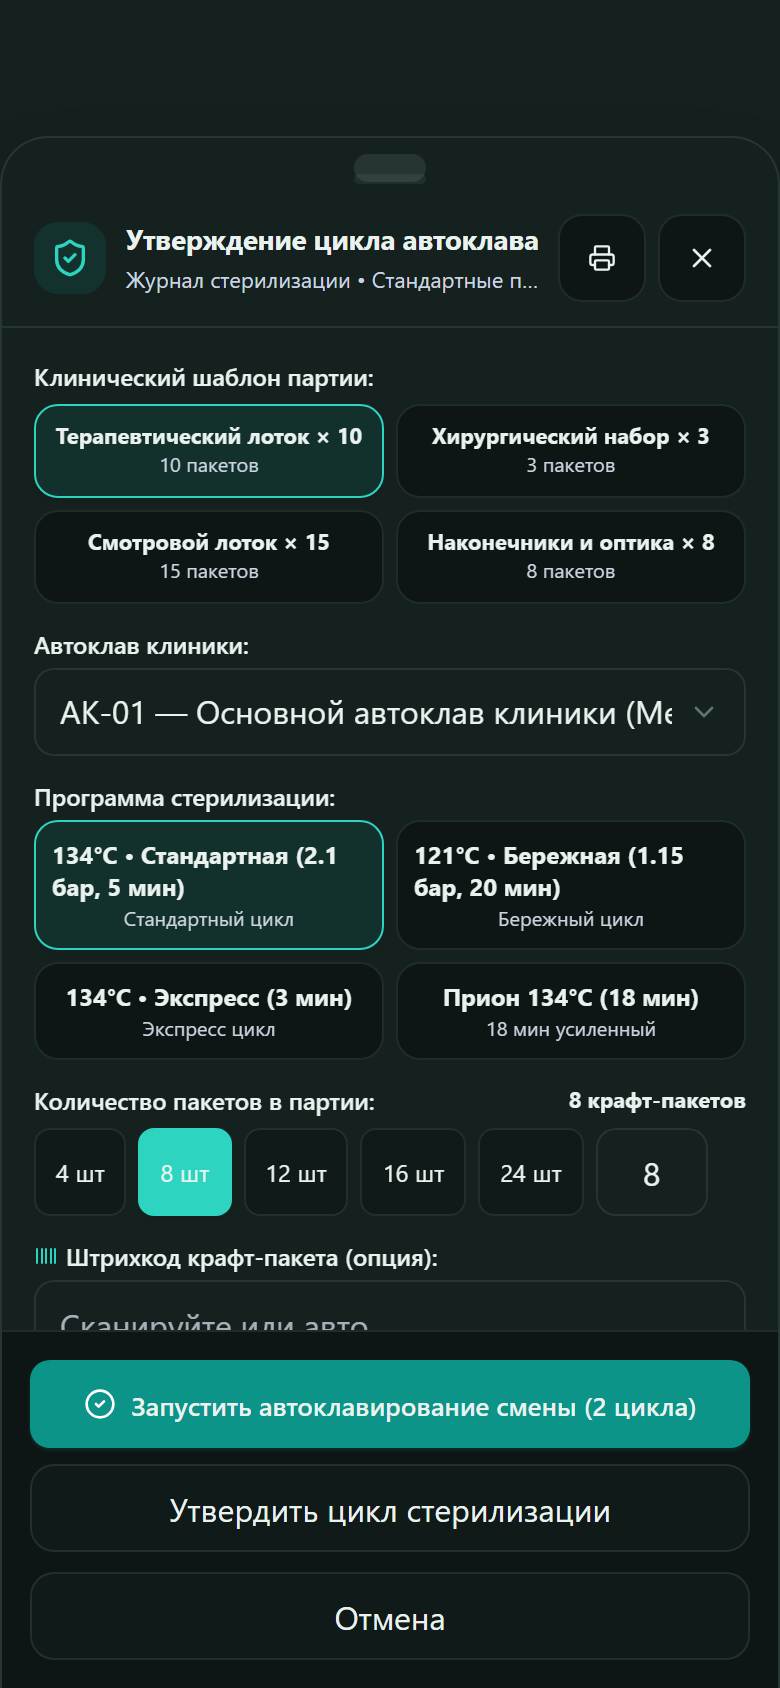 Утверждение цикла автоклава
Журнал стерилизации • Стандартные п...
Клинический шаблон партии:
Терапевтический лоток × 10
10 пакетов
Хирургический набор × 3
3 пакетов
Смотровой лоток × 15
15 пакетов
Наконечники и оптика × 8
8 пакетов
Автоклав клиники:
АК-01 — Основной автоклав клиники (Ме
Программа стерилизации:
134°C • Стандартная (2.1
бар, 5 мин)
Стандартный цикл
121°C • Бережная (1.15
бар, 20 мин)
Бережный цикл
134°C • Экспресс (3 мин)
Экспресс цикл
Прион 134°C (18 мин)
18 мин усиленный
Количество пакетов в партии:
8 крафт-пакетов
4 шт
8 шт
12 шт
16 шт
24 шт
8
Штрихкод крафт-пакета (опция):
Сканируйте или авто
Запустить автоклавирование смены (2 цикла)
Утвердить цикл стерилизации
Отмена